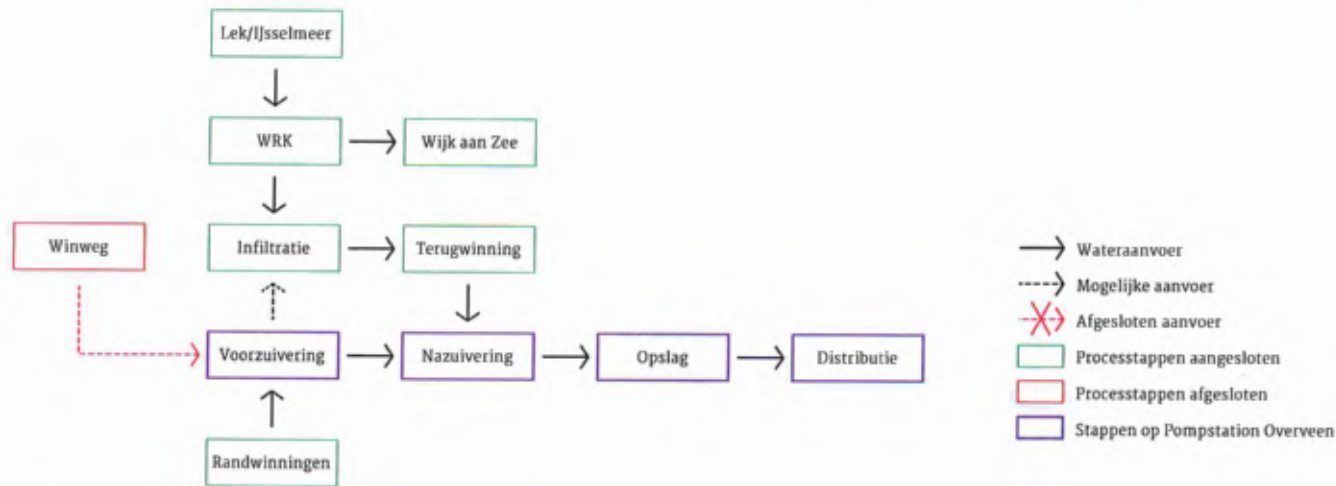 Lek/IJsselmeer
WRK
Wijk aan Zee
Winweg
Infiltratie
Terugwinning
Voorzuivering
Nazuivering
Opslag
Distributie
Randwinningen
Wateraanvoer
Mogelijke aanvoer
Afgesloten aanvoer
Processtappen aangesloten
Processtappen afgesloten
Stappen op Pompstation Overveen